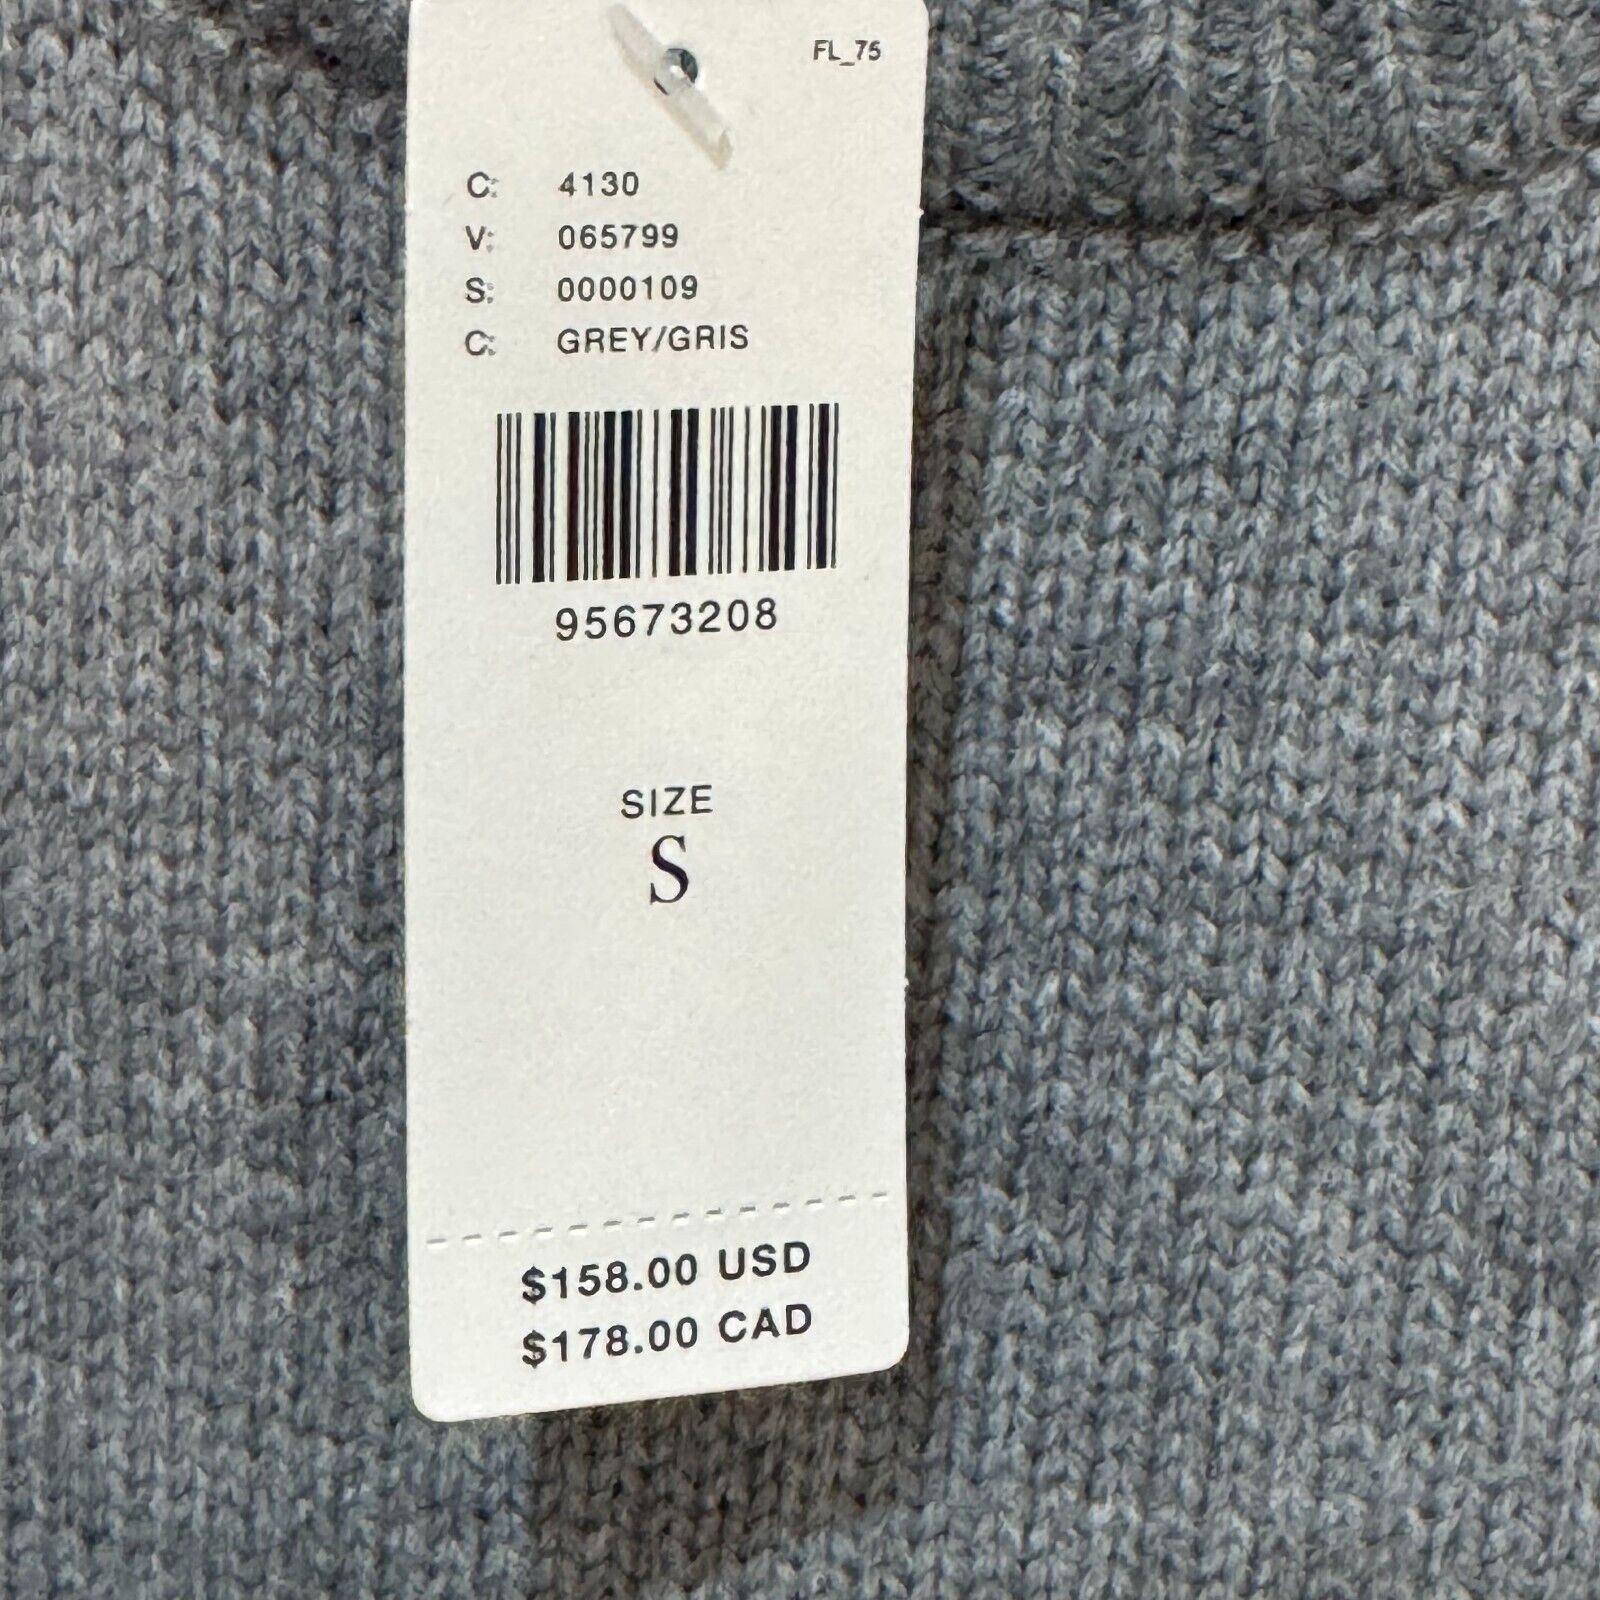 FL_75
C: 4130
V: 065799
S: 0000109
C: GREY/GRIS
95673208
SIZE
S
$158.00 USD
$178.00 CAD